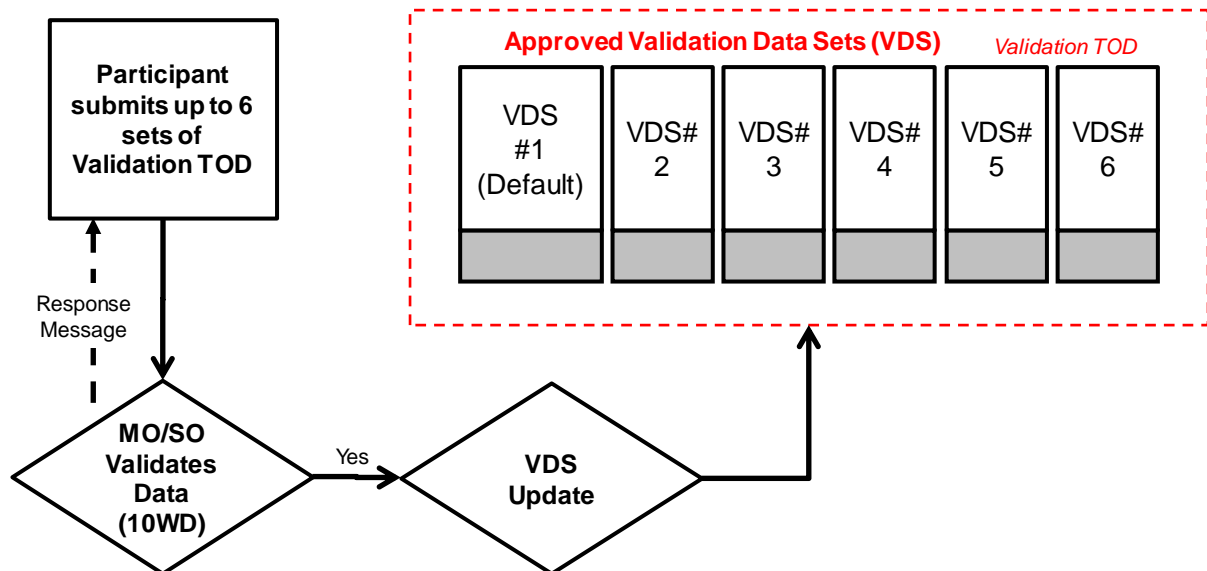 Participant
submits up to 6
sets of
Validation TOD
Approved Validation Data Sets (VDS)
Validation TOD
VDS
#1
(Default)
VDS#
2
VDS#
3
VDS#
4
VDS#
5
VDS#
6
Response
Message
MO/SO
Validates
Data
(10WD)
Yes
VDS
Update